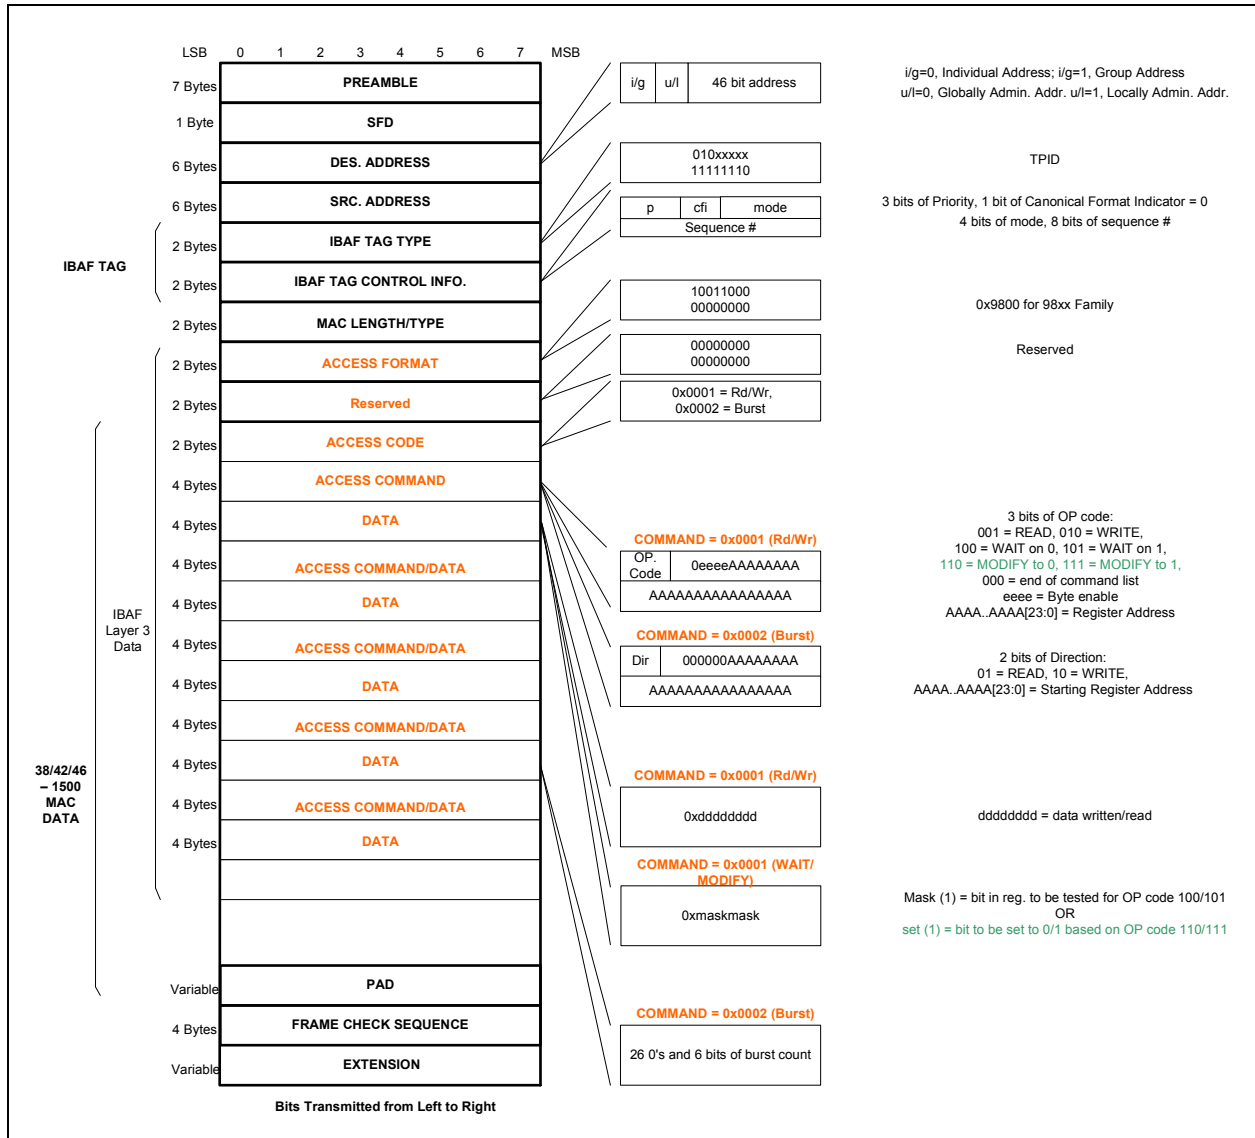 LSB 0 1 2 3 4 5 6 7 MSB
7 Bytes PREAMBLE
1 Byte SFD
6 Bytes DES. ADDRESS
6 Bytes SRC. ADDRESS
IBAF TAG
2 Bytes IBAF TAG TYPE
2 Bytes IBAF TAG CONTROL INFO.
2 Bytes MAC LENGTH/TYPE
2 Bytes ACCESS FORMAT
2 Bytes Reserved
2 Bytes ACCESS CODE
4 Bytes ACCESS COMMAND
4 Bytes DATA
4 Bytes ACCESS COMMAND/DATA
4 Bytes DATA
4 Bytes ACCESS COMMAND/DATA
4 Bytes DATA
4 Bytes ACCESS COMMAND/DATA
4 Bytes DATA
4 Bytes ACCESS COMMAND/DATA
4 Bytes DATA
IBAF
Layer 3
Data
38/42/46
– 1500
MAC
DATA
Variable PAD
4 Bytes FRAME CHECK SEQUENCE
Variable EXTENSION
Bits Transmitted from Left to Right
i/g u/l 46 bit address
i/g=0, Individual Address; i/g=1, Group Address
u/l=0, Globally Admin. Addr. u/l=1, Locally Admin. Addr.
010xxxxx
11111110
TPID
p cfi mode
Sequence #
3 bits of Priority, 1 bit of Canonical Format Indicator = 0
4 bits of mode, 8 bits of sequence #
10011000
00000000
0x9800 for 98xx Family
00000000
00000000
Reserved
0x0001 = Rd/Wr,
0x0002 = Burst
COMMAND = 0x0001 (Rd/Wr)
OP.
Code
0eeeeAAAAAAAA
AAAAAAAAAAAAAAAA
3 bits of OP code:
001 = READ, 010 = WRITE,
100 = WAIT on 0, 101 = WAIT on 1,
110 = MODIFY to 0, 111 = MODIFY to 1,
000 = end of command list
eeee = Byte enable
AAAA..AAAA[23:0] = Register Address
COMMAND = 0x0002 (Burst)
Dir 000000AAAAAAAA
AAAAAAAAAAAAAAAA
2 bits of Direction:
01 = READ, 10 = WRITE,
AAAA..AAAA[23:0] = Starting Register Address
COMMAND = 0x0001 (Rd/Wr)
0xdddddddd
dddddddd = data written/read
COMMAND = 0x0001 (WAIT/
MODIFY)
0xmaskmask
Mask (1) = bit in reg. to be tested for OP code 100/101
OR
set (1) = bit to be set to 0/1 based on OP code 110/111
COMMAND = 0x0002 (Burst)
26 0's and 6 bits of burst count